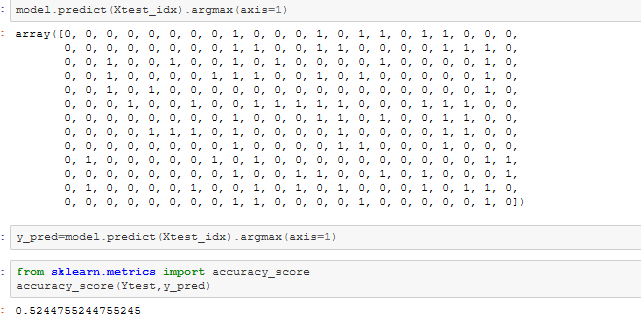 model.predict(Xtest_idx).argmax(axis=1)
array([0, 0, 0, 0, 0, 0, 0, 0, 1, 0, 0, 0, 1, 0, 1, 1, 0, 1, 1, 0, 0, 0,
0, 0, 0, 0, 0, 0, 0, 0, 1, 1, 0, 0, 0, 1, 1, 0, 0, 0, 1, 1, 1, 0,
0, 0, 1, 0, 0, 1, 0, 0, 1, 0, 0, 0, 1, 0, 0, 0, 0, 1, 0, 0, 1, 0,
0, 0, 1, 0, 0, 0, 1, 1, 1, 0, 0, 0, 0, 1, 0, 0, 0, 1, 0, 0, 0, 0,
0, 0, 1, 0, 1, 0, 0, 0, 0, 0, 0, 0, 0, 0, 0, 0, 0, 0, 0, 0, 1, 0,
0, 0, 0, 1, 0, 0, 1, 0, 0, 1, 1, 1, 1, 1, 0, 0, 0, 1, 1, 1, 0, 0,
0, 0, 0, 0, 0, 0, 0, 0, 1, 0, 0, 0, 1, 0, 0, 0, 0, 0, 1, 1, 0, 0,
0, 0, 0, 0, 1, 1, 1, 0, 1, 0, 0, 0, 0, 1, 0, 0, 0, 0, 0, 1, 0, 0,
0, 0, 0, 0, 0, 0, 0, 0, 1, 0, 0, 0, 0, 1, 1, 0, 0, 0, 1, 0, 0, 0,
0, 1, 0, 0, 0, 0, 0, 1, 0, 1, 0, 0, 0, 0, 0, 0, 0, 0, 0, 0, 1, 1,
0, 0, 0, 0, 0, 0, 0, 0, 1, 0, 0, 1, 1, 0, 0, 0, 1, 0, 0, 0, 0, 1,
0, 1, 0, 0, 0, 0, 1, 0, 0, 0, 1, 0, 1, 0, 1, 0, 0, 0, 1, 0, 1, 1, 0,
0, 0, 0, 0, 0, 0, 0, 0, 1, 1, 0, 0, 0, 0, 1, 0, 0, 0, 0, 0, 1, 0])
y_pred=model.predict(Xtest_idx).argmax(axis=1)
from sklearn.metrics import accuracy_score
accuracy_score(Ytest,y_pred)
0.5244755244755245